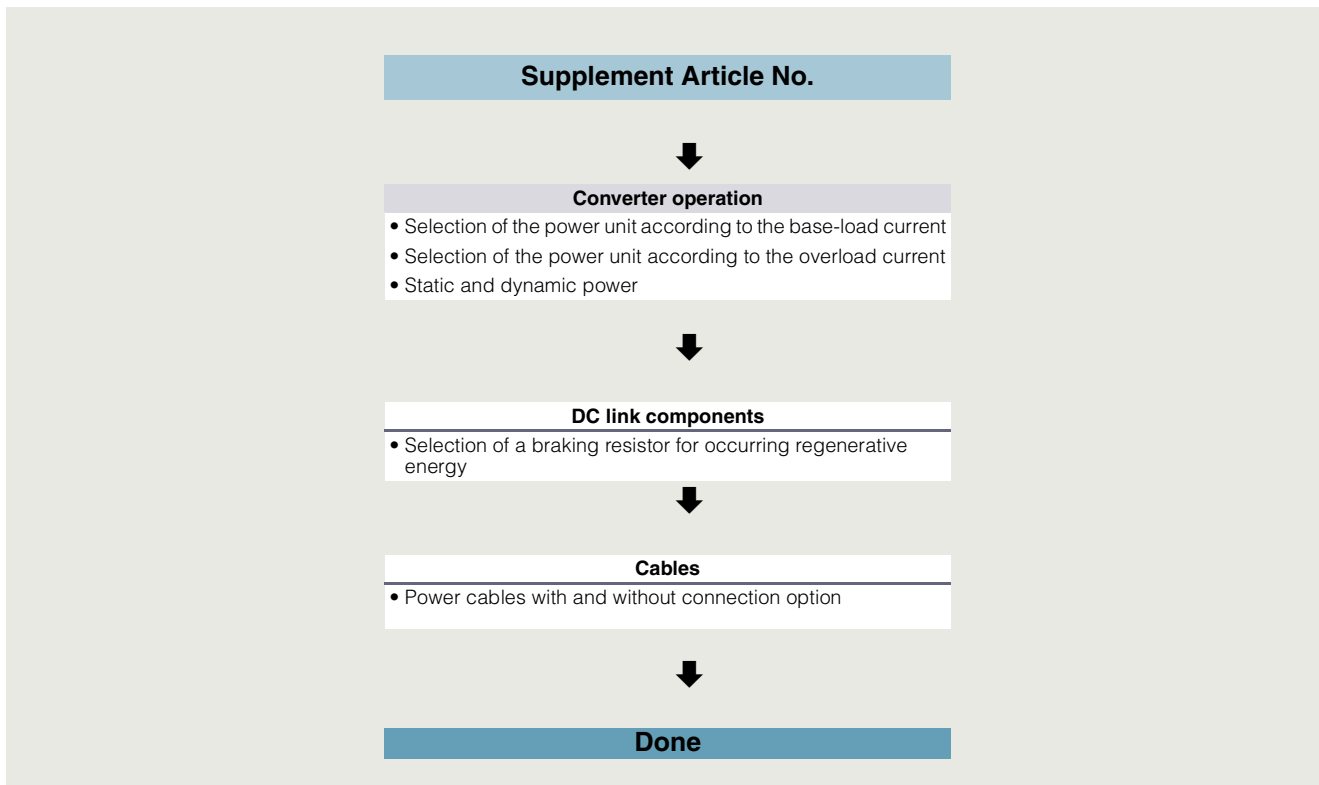 Supplement Article No.
Converter operation
• Selection of the power unit according to the base-load current
• Selection of the power unit according to the overload current
• Static and dynamic power
DC link components
• Selection of a braking resistor for occurring regenerative
energy
Cables
• Power cables with and without connection option
Done